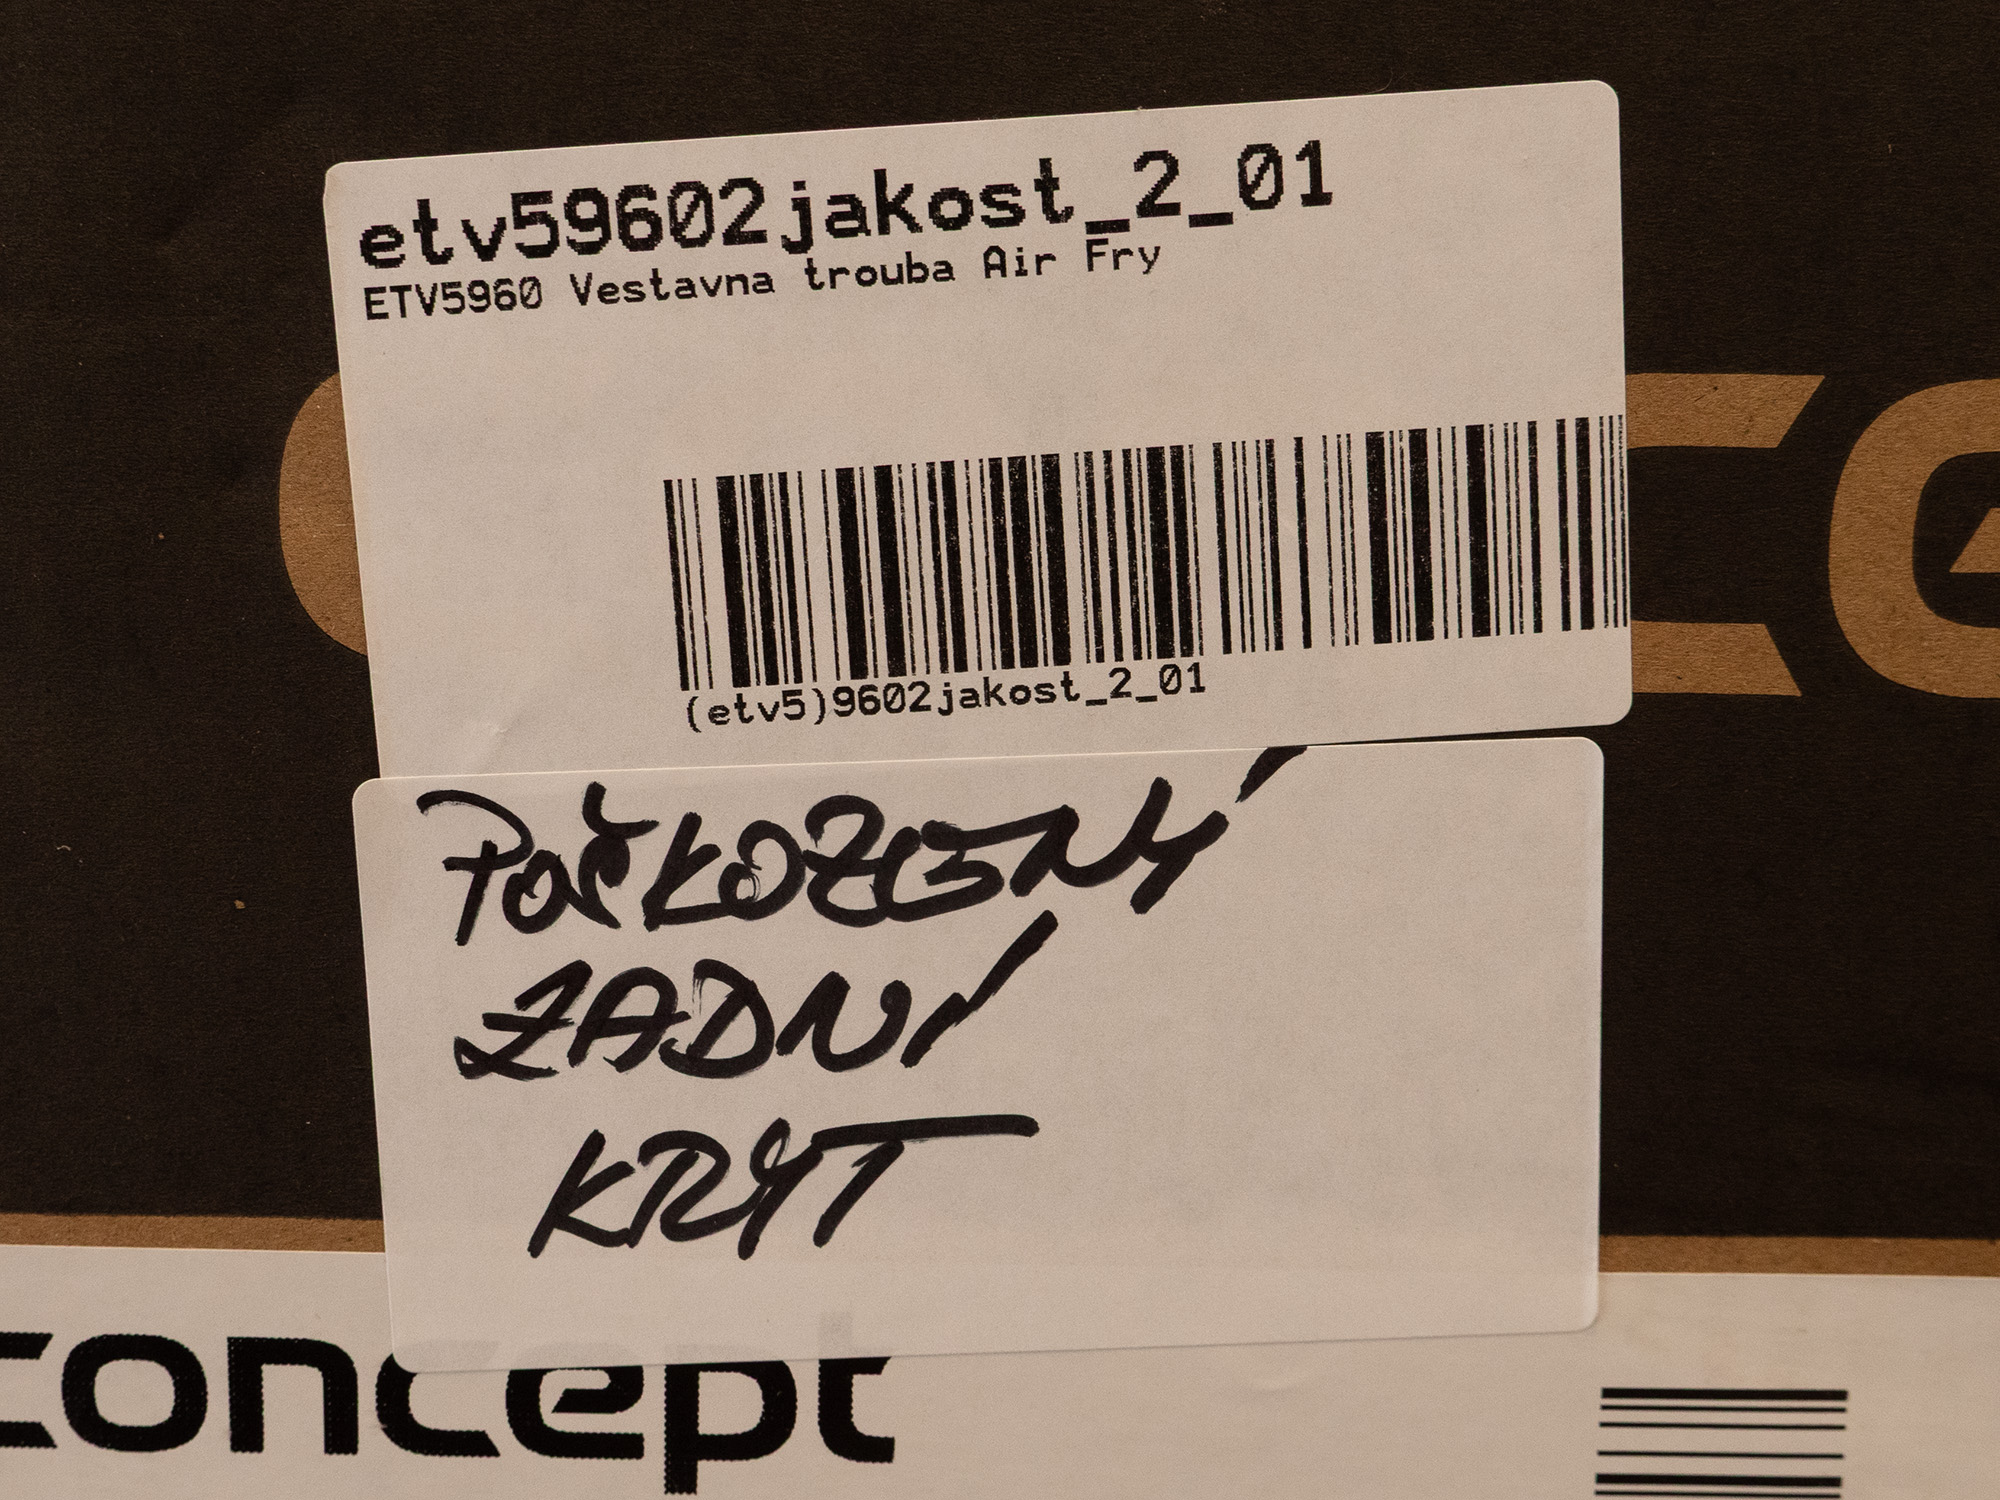 etv59602jakost_2_01
ETV5960 Vestavna trouba Air Fry
(etv5)9602jakost_2_01
POŠKOZENÝ
ZADNÍ
KRYT
concept